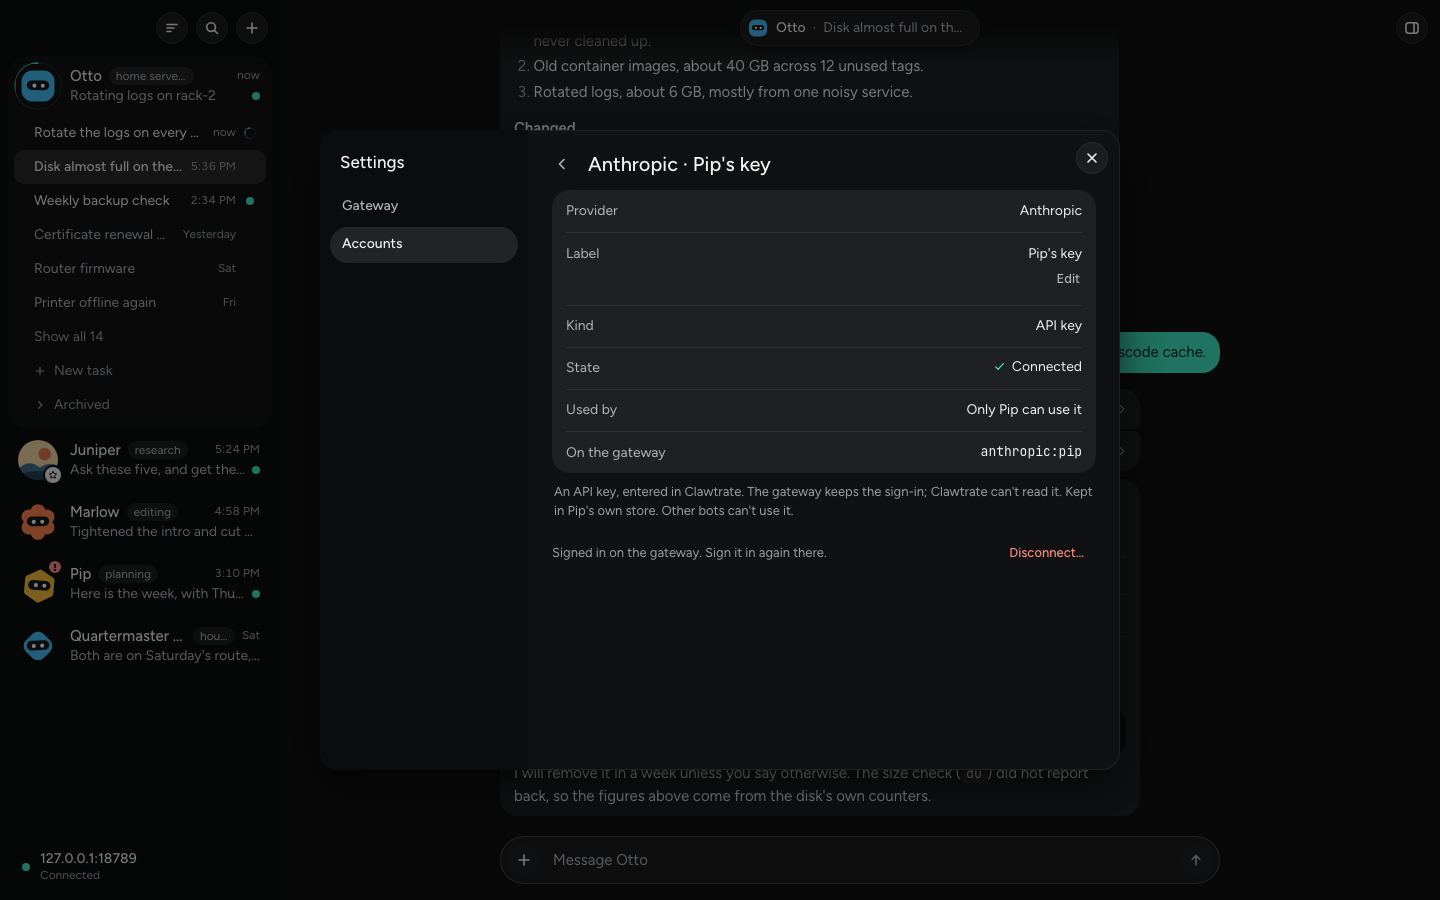 Otto · Disk almost full on th...
never cleaned up.
2. Old container images, about 40 GB across 12 unused tags.
3. Rotated logs, about 6 GB, mostly from one noisy service.
Changed
Otto home serve... now
Rotating logs on rack-2
Rotate the logs on every ... now
Disk almost full on the... 5:36 PM
Weekly backup check 2:34 PM
Certificate renewal ... Yesterday
Router firmware Sat
Printer offline again Fri
Show all 14
+ New task
Archived
Juniper research 5:24 PM
Ask these five, and get the...
Marlow editing 4:58 PM
Tightened the intro and cut ...
Pip planning 3:10 PM
Here is the week, with Thu...
Quartermaster ... hou... Sat
Both are on Saturday's route,...
127.0.0.1:18789
Connected
Settings
Gateway
Accounts
Anthropic · Pip's key
Provider Anthropic
Label Pip's key
Edit
Kind API key
State Connected
Used by Only Pip can use it
On the gateway anthropic:pip
An API key, entered in Clawtrate. The gateway keeps the sign-in; Clawtrate can't read it. Kept
in Pip's own store. Other bots can't use it.
Signed in on the gateway. Sign it in again there. Disconnect...
scode cache.
I will remove it in a week unless you say otherwise. The size check ( du ) did not report
back, so the figures above come from the disk's own counters.
Message Otto